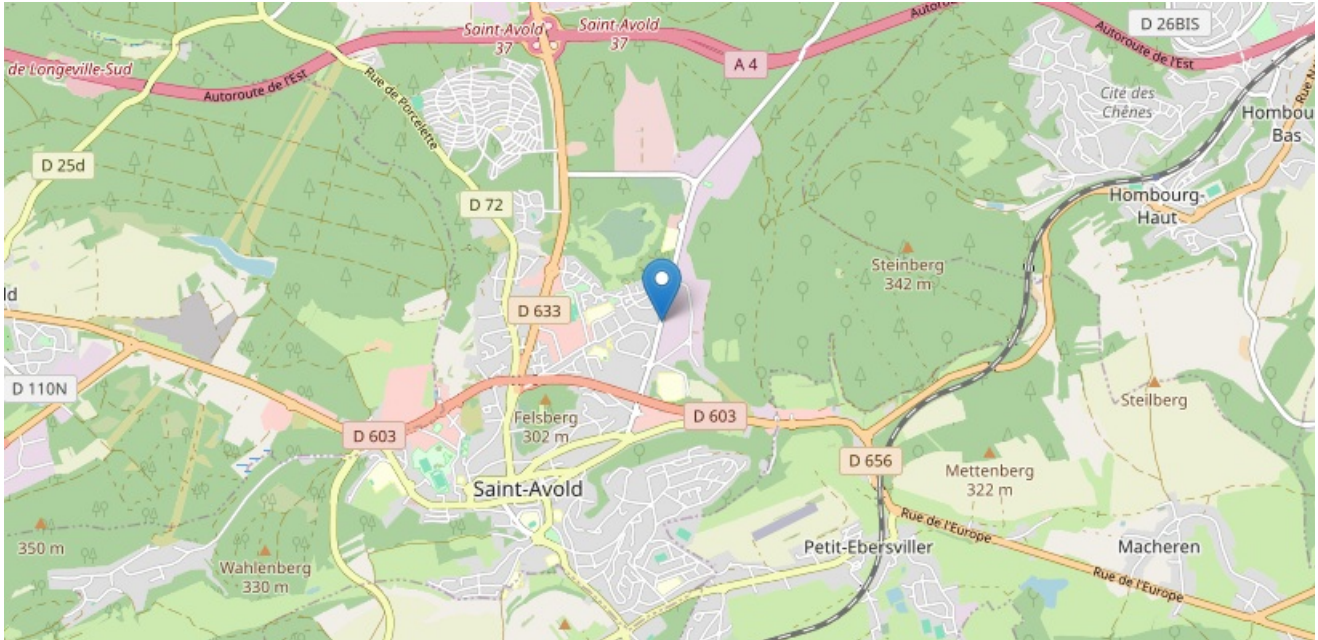 Autoro
Saint-Avold
37
Saint-Avold
37
D 26BIS
de Longeville-Sud
A 4
Autoroute de l'Est
Autoroute de l'Est
Rue de Porcelette
Cité des
Chênes
Rue N
Hombou
Bas
D 25d
D 72
Hombourg-
Haut
Steinberg
342 m
ld
D 633
D 110N
Steilberg
Felsberg
302 m
D 603
D 603
D 656
Mettenberg
322 m
Saint-Avold
Rue de l'Europe
350 m
Wahlenberg
330 m
Petit-Ebersviller
Macheren
Rue de l'Europe